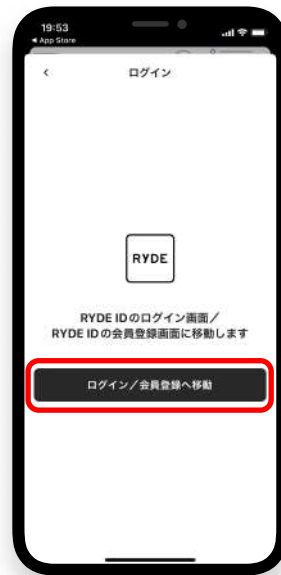 19:53
◀ App Store
ログイン
RYDE
RYDE IDのログイン画面／
RYDE IDの会員登録画面に移動します
ログイン／会員登録へ移動